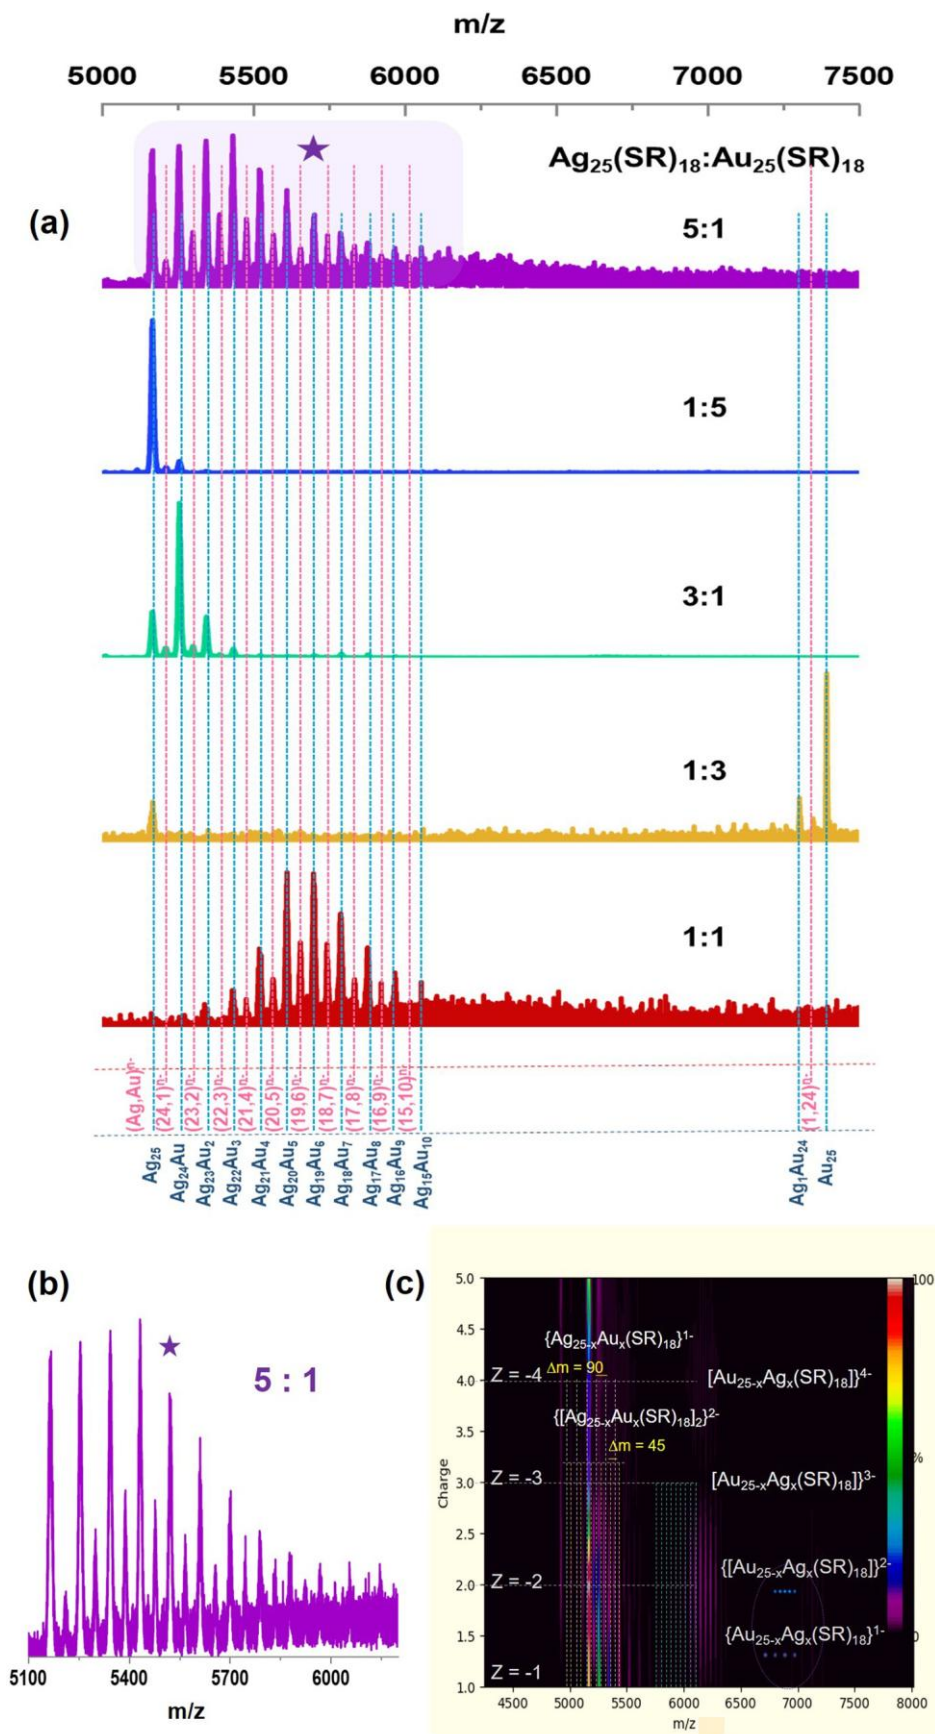 m/z
5000 5500 6000 6500 7000 7500
Ag₂₅(SR)₁₈:Au₂₅(SR)₁₈
(a)
5:1
1:5
3:1
1:3
1:1
(Ag,Au)ⁿ⁻
(24,1)ⁿ⁻
(23,2)ⁿ⁻
(22,3)ⁿ⁻
(21,4)ⁿ⁻
(20,5)ⁿ⁻
(19,6)ⁿ⁻
(18,7)ⁿ⁻
(17,8)ⁿ⁻
(16,9)ⁿ⁻
(15,10)ⁿ⁻
(1,24)ⁿ⁻
Ag₂₅
Ag₂₄Au
Ag₂₃Au₂
Ag₂₂Au₃
Ag₂₁Au₄
Ag₂₀Au₅
Ag₁₉Au₆
Ag₁₈Au₇
Ag₁₇Au₈
Ag₁₆Au₉
Ag₁₅Au₁₀
Ag₁Au₂₄
Au₂₅
(b)
5 : 1
5100 5400 5700 6000
m/z
(c)
5.0
4.5
4.0
3.5
3.0
2.5
2.0
1.5
1.0
Charge
{Ag₂₅₋ₓAuₓ(SR)₁₈}¹⁻
Δm = 90
Z = -4
[Au₂₅₋ₓAgₓ(SR)₁₈]}⁴⁻
{[Ag₂₅₋ₓAuₓ(SR)₁₈]₂}²⁻
Δm = 45
Z = -3
[Au₂₅₋ₓAgₓ(SR)₁₈]}³⁻
Z = -2
{[Au₂₅₋ₓAgₓ(SR)₁₈]}²⁻
{Au₂₅₋ₓAgₓ(SR)₁₈}¹⁻
Z = -1
100
%
0
4500 5000 5500 6000 6500 7000 7500 8000
m/z